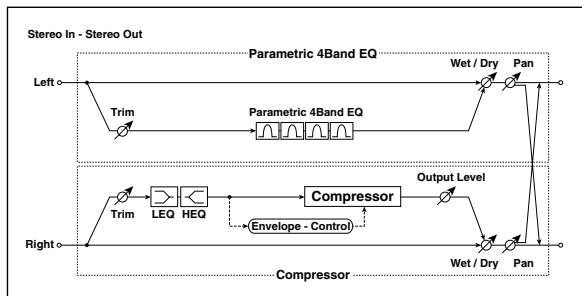 Stereo In - Stereo Out
Parametric 4Band EQ
Wet / Dry
Pan
Left
Trim
Parametric 4Band EQ
Output Level
Compressor
Trim
LEQ
HEQ
Envelope - Control
Right
Wet / Dry
Pan
Compressor